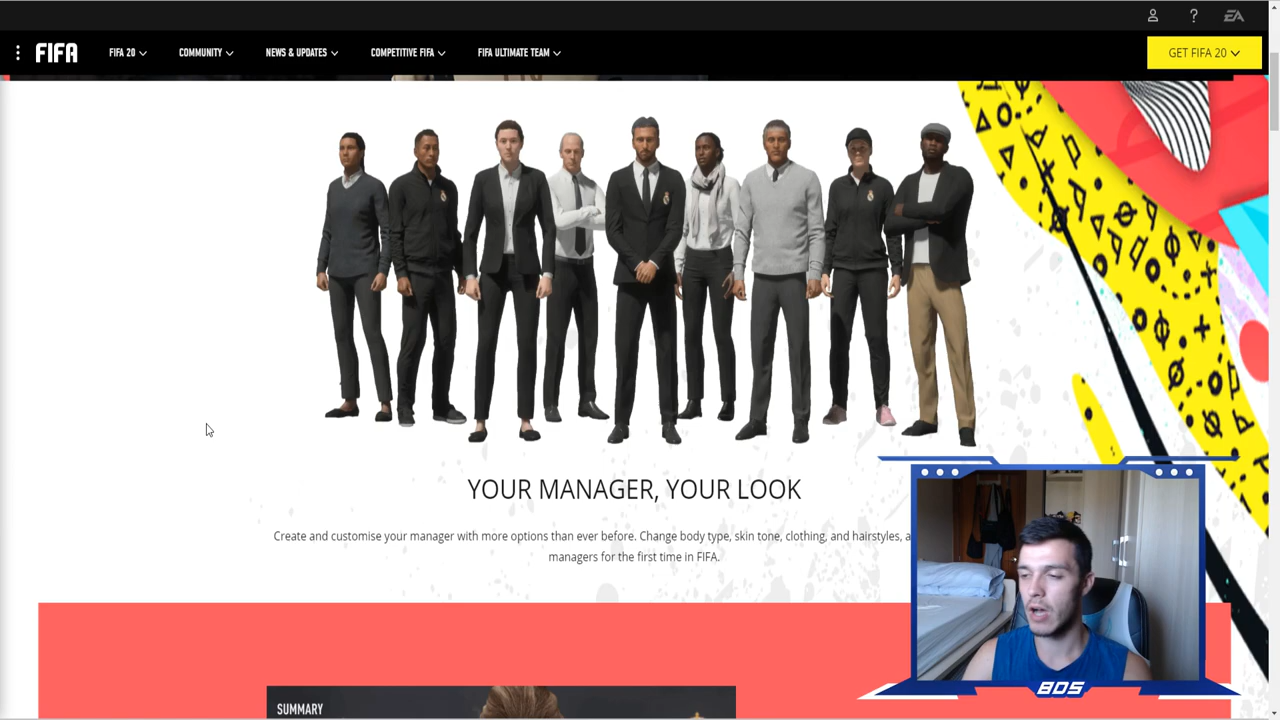 ?
EA
FIFA
FIFA 20
COMMUNITY
NEWS & UPDATES
COMPETITIVE FIFA
FIFA ULTIMATE TEAM
GET FIFA 20
YOUR MANAGER, YOUR LOOK
Create and customise your manager with more options than ever before. Change body type, skin tone, clothing, and hairstyles, a
managers for the first time in FIFA.
SUMMARY
BDS